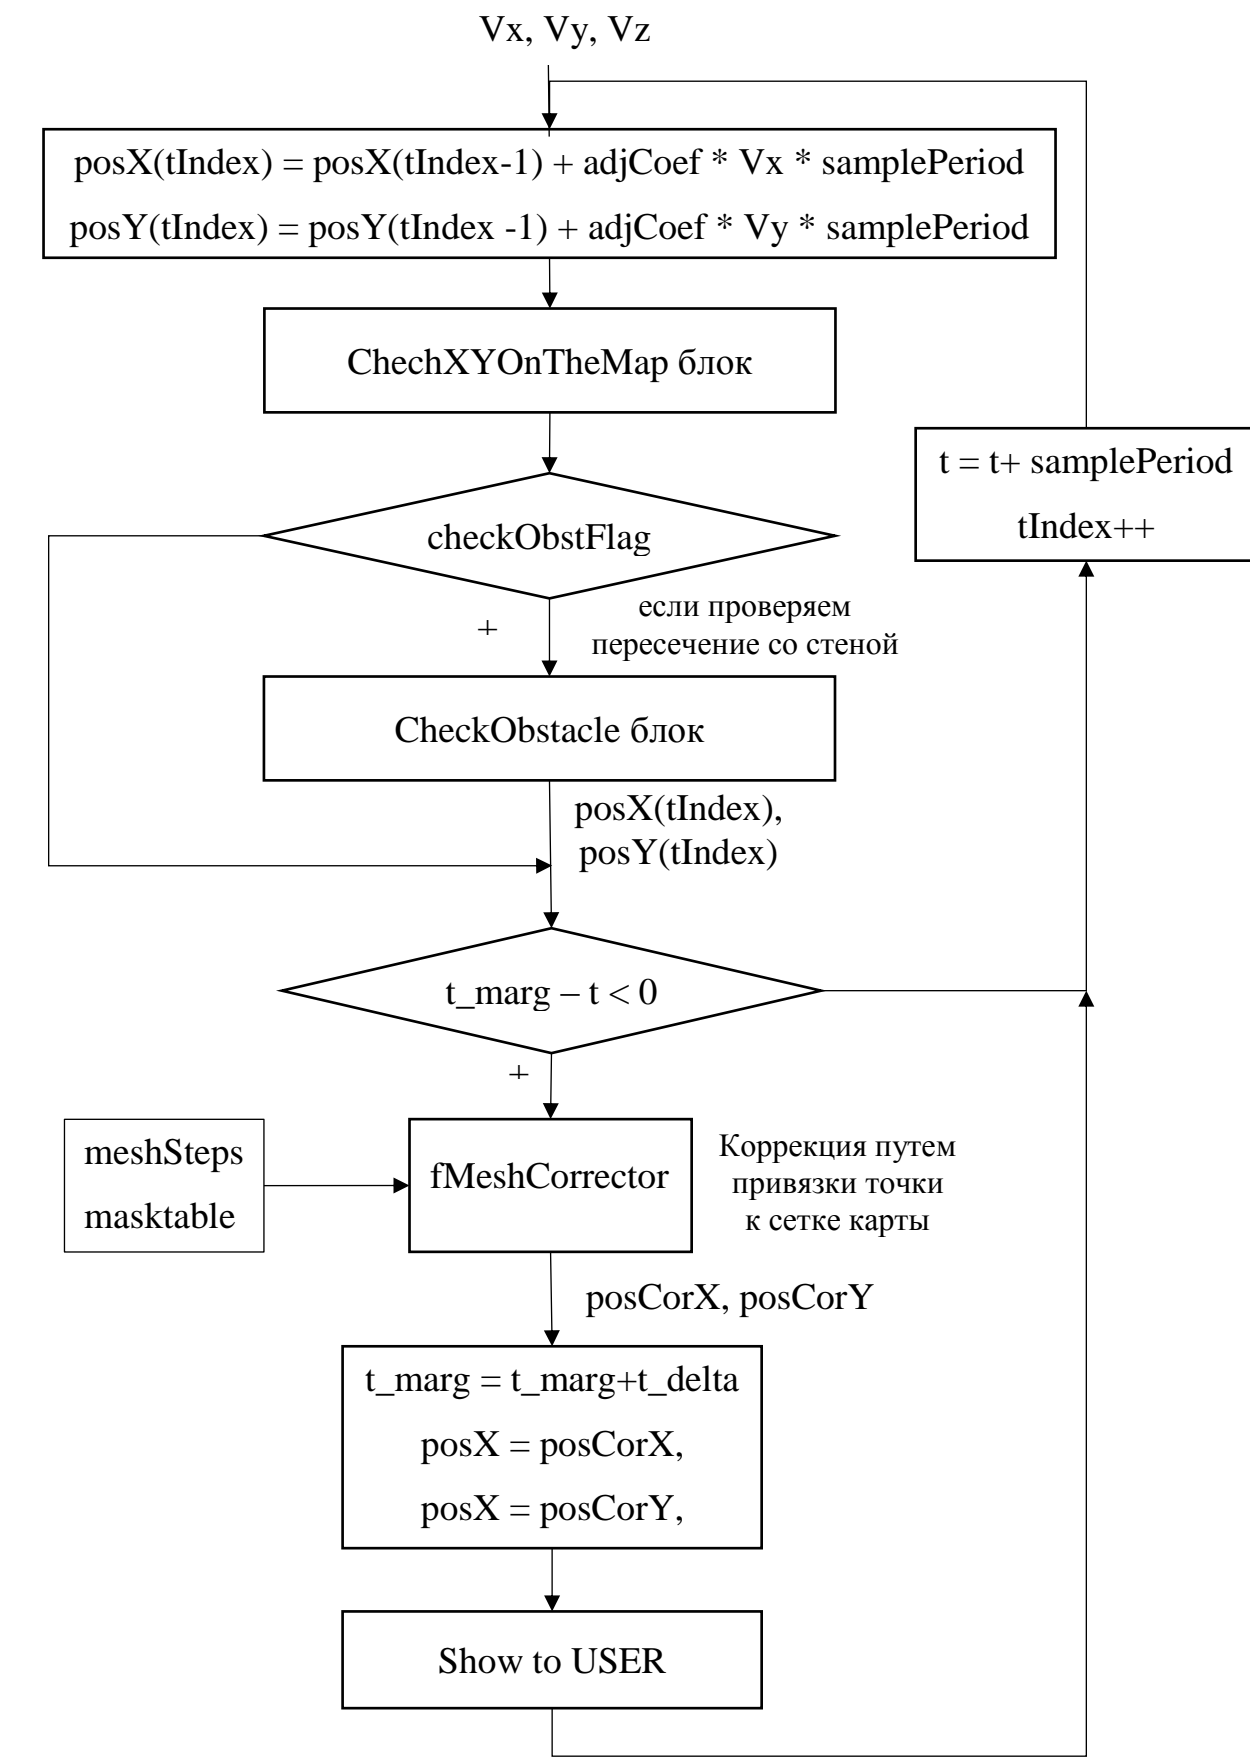 Vx, Vy, Vz
posX(tIndex) = posX(tIndex-1) + adjCoef * Vx * samplePeriod
posY(tIndex) = posY(tIndex -1) + adjCoef * Vy * samplePeriod
ChechXYOnTheMap блок
t = t+ samplePeriod
tIndex++
checkObstFlag
+
если проверяем
пересечение со стеной
CheckObstacle блок
posX(tIndex),
posY(tIndex)
t_marg – t < 0
+
meshSteps
masktable
fMeshCorrector
Коррекция путем
привязки точки
к сетке карты
posCorX, posCorY
t_marg = t_marg+t_delta
posX = posCorX,
posX = posCorY,
Show to USER